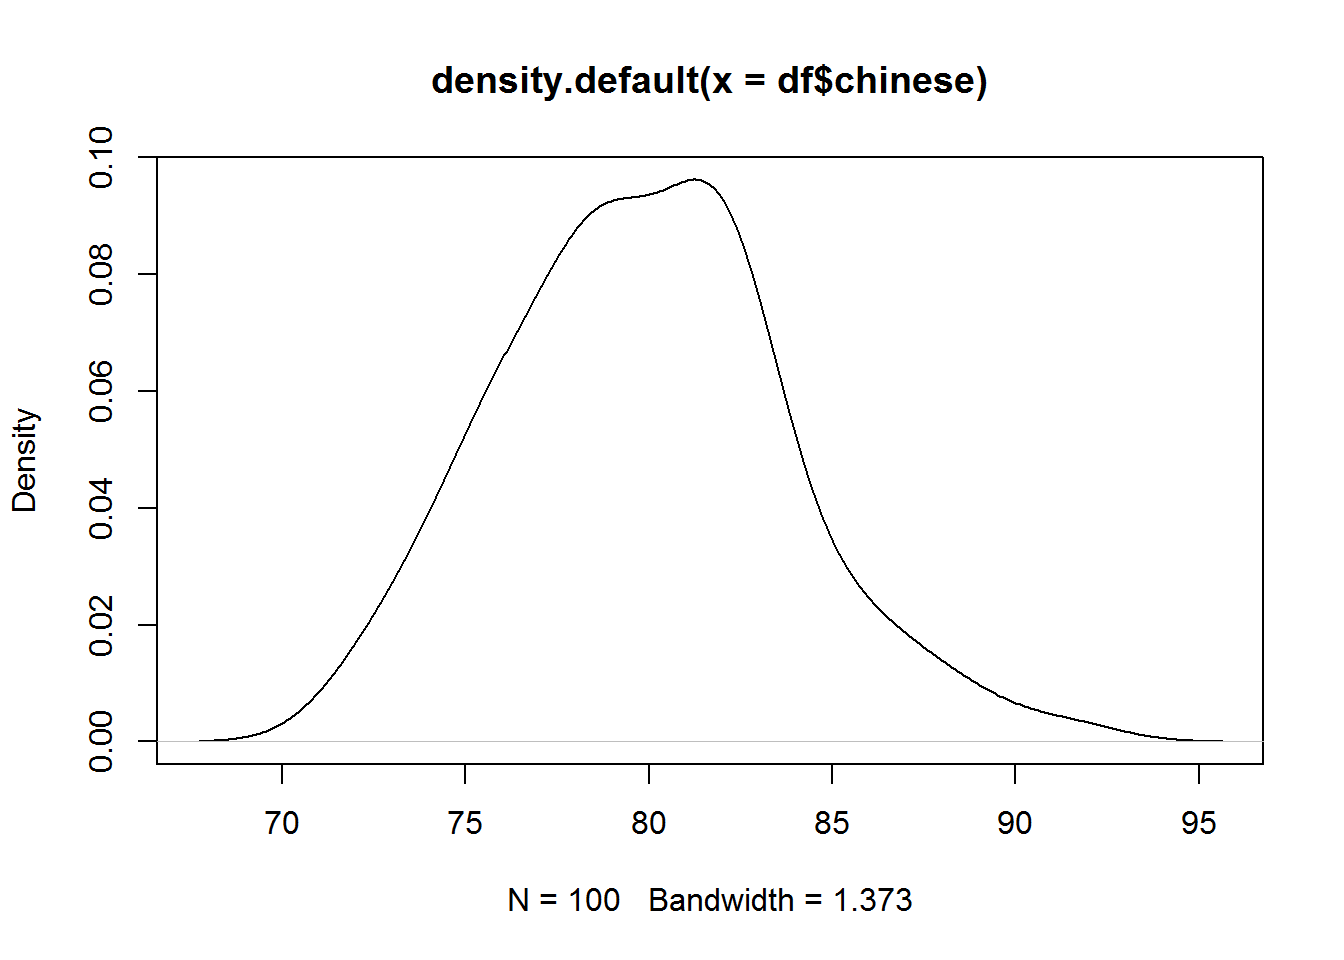 density.default(x = df$chinese)
Density
0.10
0.08
0.06
0.04
0.02
0.00
70 75 80 85 90 95
N = 100 Bandwidth = 1.373